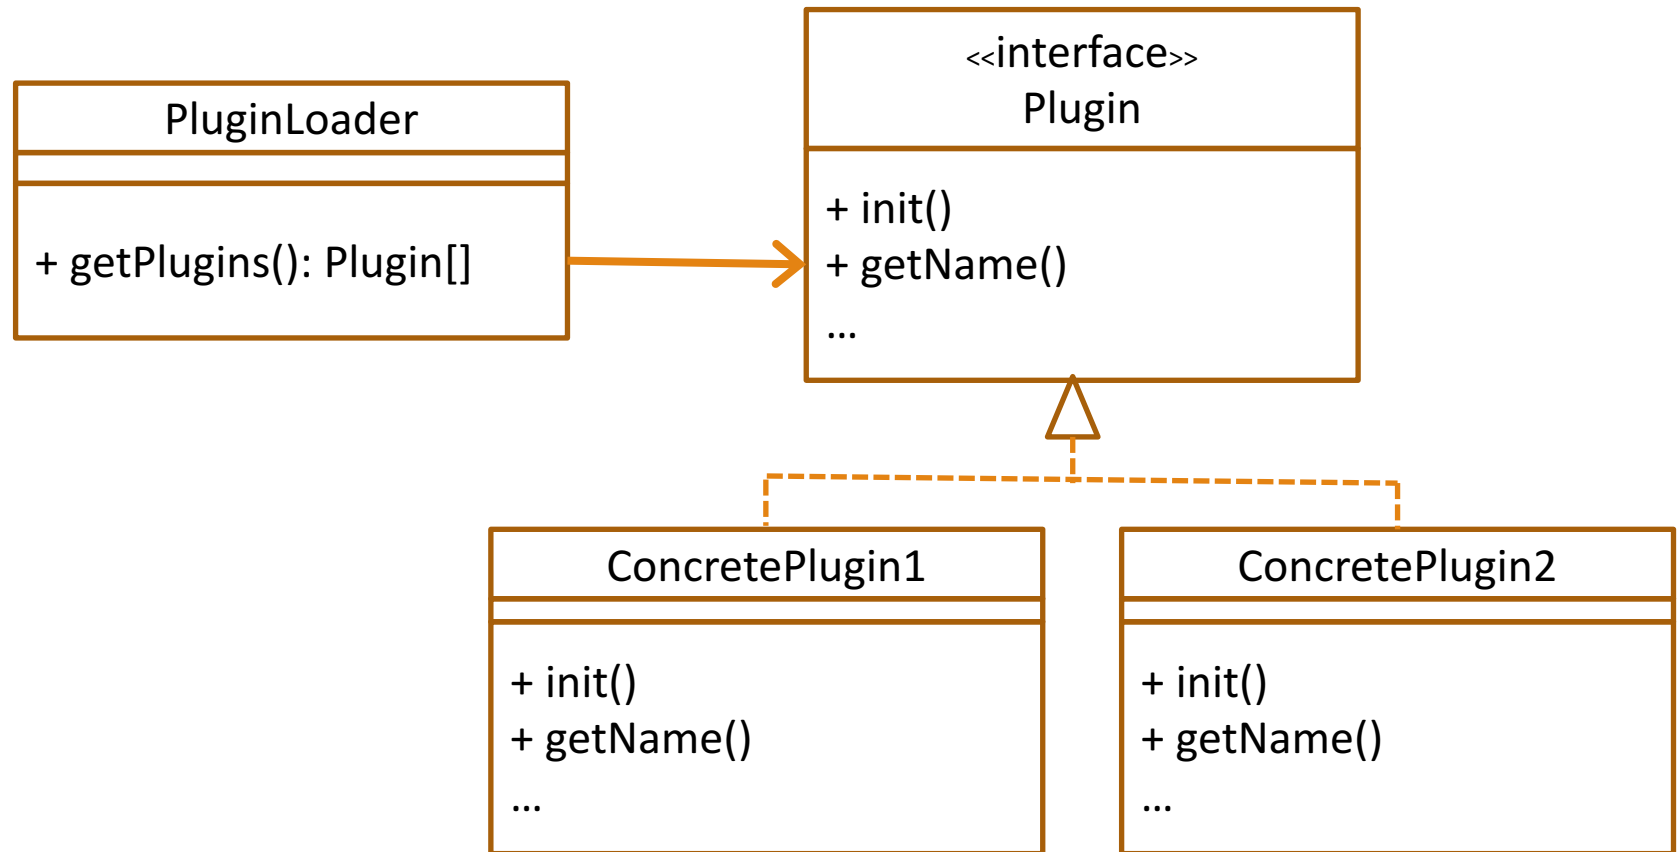 PluginLoader
+ getPlugins(): Plugin[]
<<interface>>
Plugin
+ init()
+ getName()
...
ConcretePlugin1
+ init()
+ getName()
...
ConcretePlugin2
+ init()
+ getName()
...